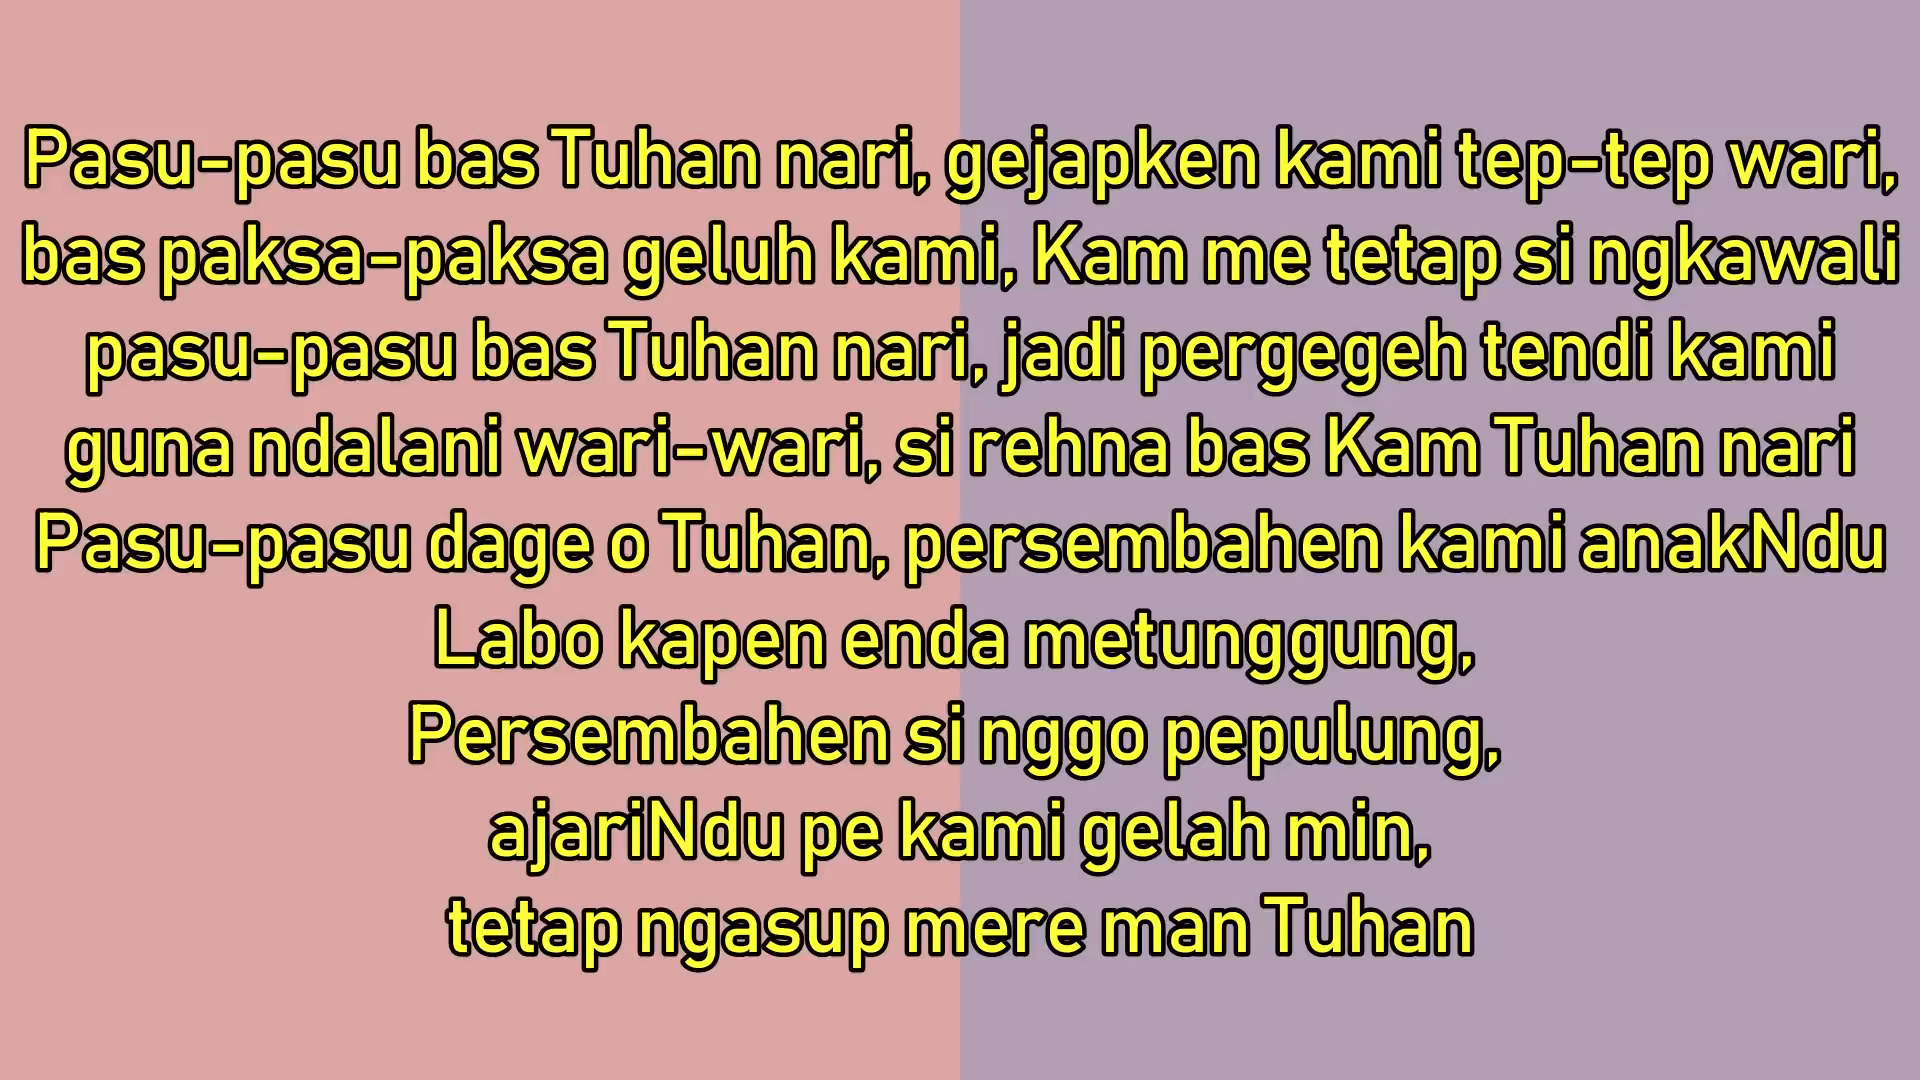 Pasu-pasu bas Tuhan nari, gejapken kami tep-tep wari,
bas paksa-paksa geluh kami, Kam me tetap si ngkawali
pasu-pasu bas Tuhan nari, jadi pergegeh tendi kami
guna ndalani wari-wari, si rehna bas Kam Tuhan nari
Pasu-pasu dage o Tuhan, persembahen kami anakNdu
Labo kapen enda metunggung,
Persembahen si nggo pepulung,
ajariNdu pe kami gelah min,
tetap ngasup mere man Tuhan